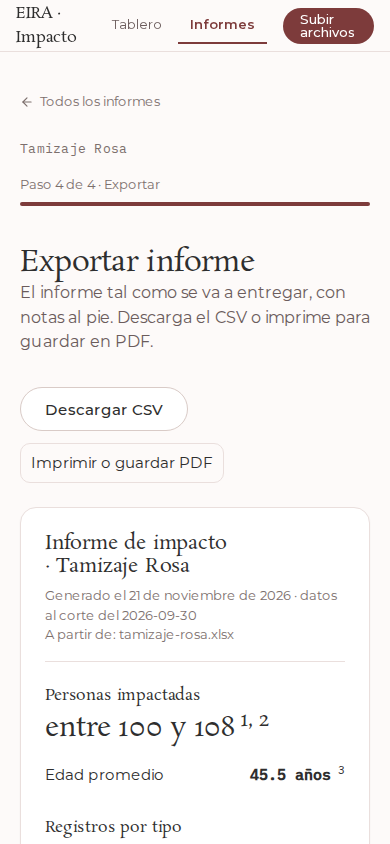 EIRA ·
Impacto
Tablero
Informes
Subir
archivos
← Todos los informes
Tamizaje Rosa
Paso 4 de 4 · Exportar
Exportar informe
El informe tal como se va a entregar, con
notas al pie. Descarga el CSV o imprime para
guardar en PDF.
Descargar CSV
Imprimir o guardar PDF
Informe de impacto
· Tamizaje Rosa
Generado el 21 de noviembre de 2026 · datos
al corte del 2026-09-30
A partir de: tamizaje-rosa.xlsx
Personas impactadas
entre 100 y 108 1, 2
Edad promedio 45.5 años 3
Registros por tipo